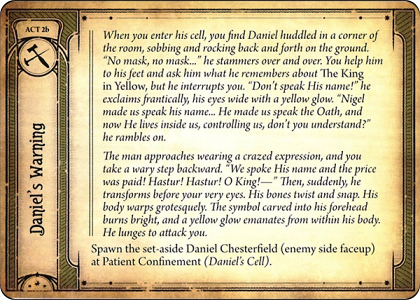 ACT 2b
Daniel's Warning
When you enter his cell, you find Daniel huddled in a corner of
the room, sobbing and rocking back and forth on the ground.
"No mask, no mask..." he stammers over and over. You help him
to his feet and ask him what he remembers about The King
in Yellow, but he interrupts you. "Don't speak His name!" he
exclaims frantically, his eyes wide with a yellow glow. "Nigel
made us speak his name... He made us speak the Oath, and
now He lives inside us, controlling us, don't you understand?"
he rambles on.
The man approaches wearing a crazed expression, and you
take a wary step backward. "We spoke His name and the price
was paid! Hastur! Hastur! O King!—" Then, suddenly, he
transforms before your very eyes. His bones twist and snap. His
body warps grotesquely. The symbol carved into his forehead
burns bright, and a yellow glow emanates from within his body.
He lunges to attack you.
Spawn the set-aside Daniel Chesterfield (enemy side faceup)
at Patient Confinement (Daniel's Cell).